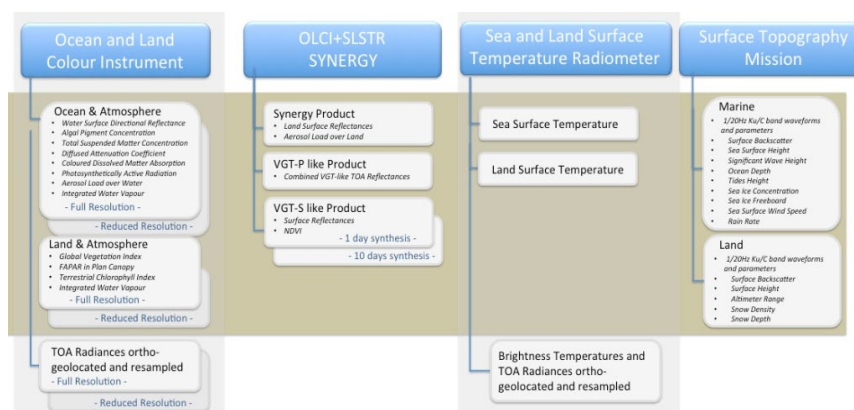 Ocean and Land
Colour Instrument
Ocean & Atmosphere
• Water Surface Directional Reflectance
• Algal Pigment Concentration
• Total Suspended Matter Concentration
• Diffused Attenuation Coefficient
• Coloured Dissolved Matter Absorption
• Photosynthetically Active Radiation
• Aerosol Load over Water
• Integrated Water Vapour
- Full Resolution -
- Reduced Resolution -
Land & Atmosphere
• Global Vegetation Index
• FAPAR in Plan Canopy
• Terrestrial Chlorophyll Index
• Integrated Water Vapour
- Full Resolution -
- Reduced Resolution -
TOA Radiances ortho-
geolocated and resampled
- Full Resolution -
- Reduced Resolution -
OLCI+SLSTR
SYNERGY
Synergy Product
• Land Surface Reflectances
• Aerosol Load over Land
VGT-P like Product
• Combined VGT-like TOA Reflectances
VGT-S like Product
• Surface Reflectances
• NDVI
- 1 day synthesis -
- 10 days synthesis -
Sea and Land Surface
Temperature Radiometer
Sea Surface Temperature
Land Surface Temperature
Brightness Temperatures and
TOA Radiances ortho-
geolocated and resampled
Surface Topography
Mission
Marine
• 1/20Hz Ku/C band waveforms
and parameters
• Surface Backscatter
• Sea Surface Height
• Significant Wave Height
• Ocean Depth
• Tides Height
• Sea Ice Concentration
• Sea Ice Freeboard
• Sea Surface Wind Speed
• Rain Rate
Land
• 1/20Hz Ku/C band waveforms
and parameters
• Surface Backscatter
• Surface Height
• Altimeter Range
• Snow Density
• Snow Depth